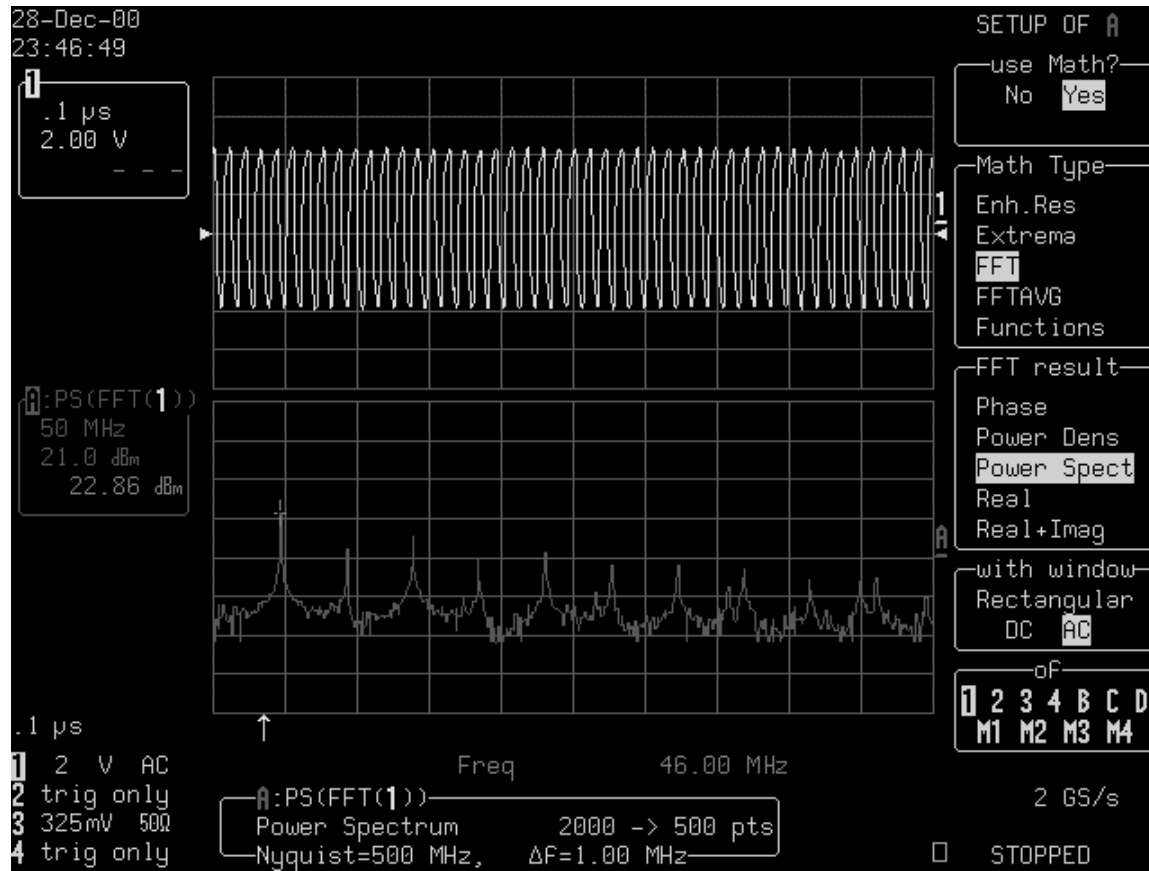 28-Dec-00
23:46:49
1
.1 µs
2.00 V
- - -
1
A:PS(FFT(1))
50 MHz
21.0 dBm
22.86 dBm
A
.1 µs
1 2 V AC
2 trig only
3 325mV 50Ω
4 trig only
Freq 46.00 MHz
A:PS(FFT(1))
Power Spectrum 2000 -> 500 pts
Nyquist=500 MHz, ΔF=1.00 MHz
SETUP OF A
use Math?
No Yes
Math Type
Enh.Res
Extrema
FFT
FFTAVG
Functions
FFT result
Phase
Power Dens
Power Spect
Real
Real+Imag
with window
Rectangular
DC AC
of
1 2 3 4 B C D
M1 M2 M3 M4
2 GS/s
STOPPED